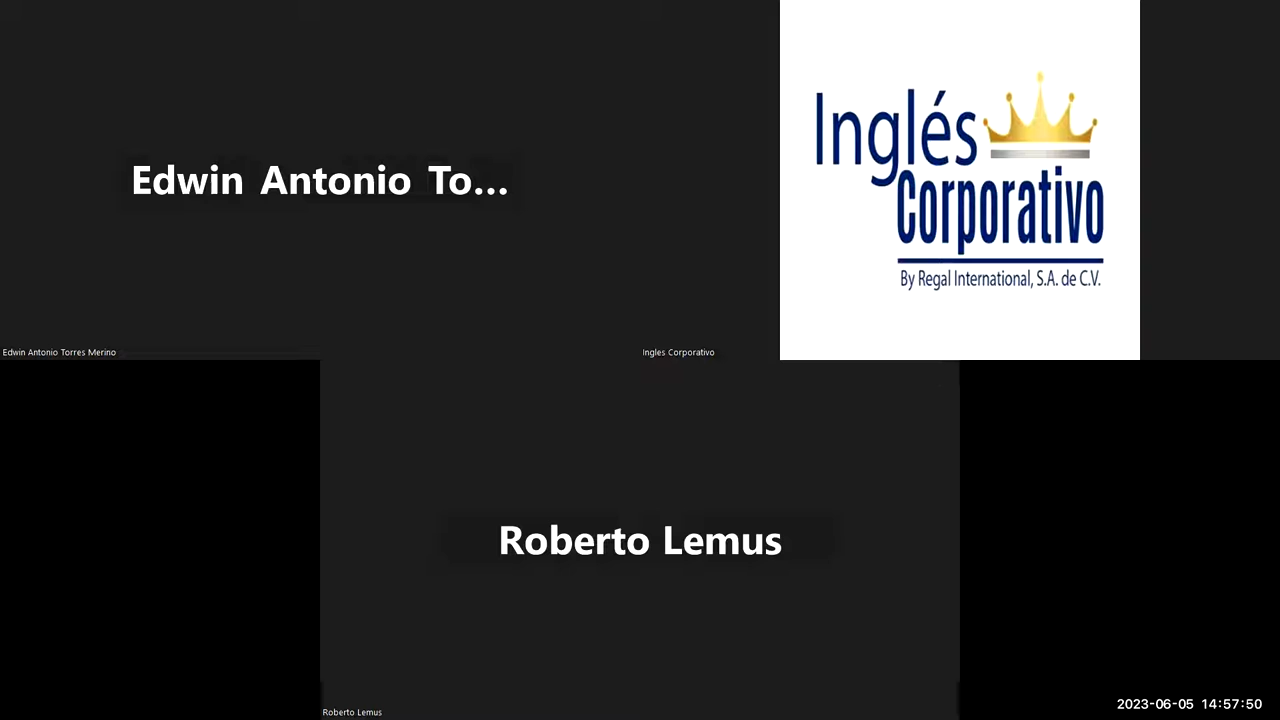 Edwin Antonio To...
Edwin Antonio Torres Merino
Inglés
Corporativo
By Regal International, S.A. de C.V.
Ingles Corporativo
Roberto Lemus
Roberto Lemus
2023-06-05 14:57:50